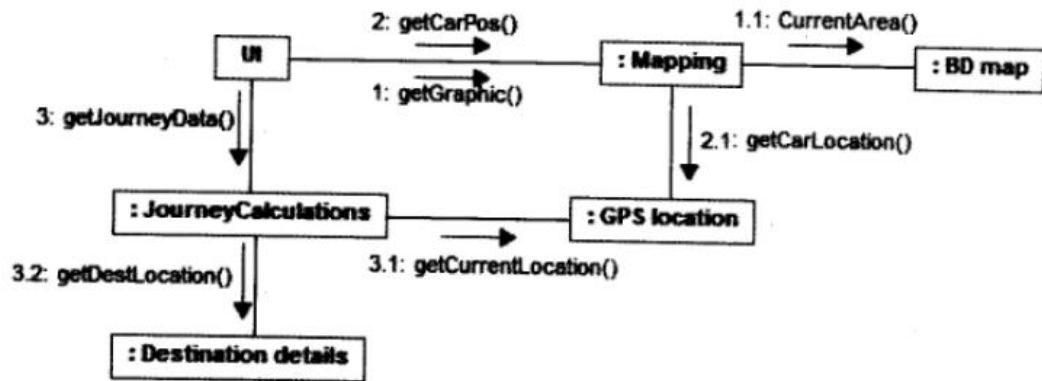 2: getCarPos()
1.1: CurrentArea()
UI
: Mapping
: BD map
1: getGraphic()
3: getJourneyData()
2.1: getCarLocation()
: JourneyCalculations
: GPS location
3.2: getDestLocation()
3.1: getCurrentLocation()
: Destination details